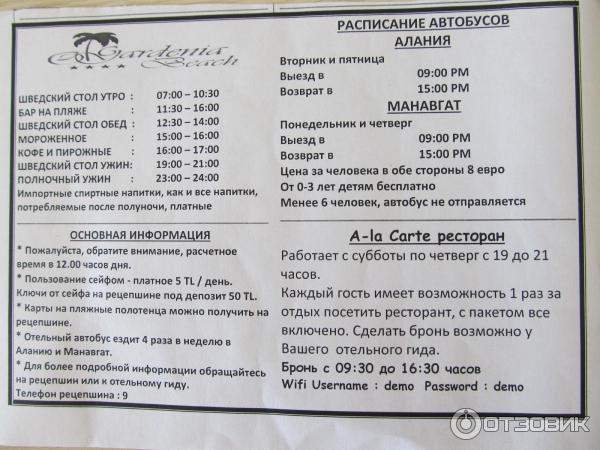 Gardenia
Beach
ШВЕДСКИЙ СТОЛ УТРО : 07:00 – 10:30
БАР НА ПЛЯЖЕ : 11:30 – 16:00
ШВЕДСКИЙ СТОЛ ОБЕД : 12:30 – 14:00
МОРОЖЕННОЕ : 15:00 – 16:00
КОФЕ И ПИРОЖНЫЕ : 16:00 – 17:00
ШВЕДСКИЙ СТОЛ УЖИН: 19:00 – 21:00
ПОЛНОЧНЫЙ УЖИН : 23:00 – 24:00
Импортные спиртные напитки, как и все напитки,
потребляемые после полуночи, платные
ОСНОВНАЯ ИНФОРМАЦИЯ
* Пожалуйста, обратите внимание, расчетное
время в 12.00 часов дня.
* Пользование сейфом - платное 5 TL / день.
Ключи от сейфа на рецепшине под депозит 50 TL.
* Карты на пляжные полотенца можно получить на
рецепшине.
* Отельный автобус ездит 4 раза в неделю в
Аланию и Манавгат.
* Для более подробной информации обращайтесь
на рецепшин или к отельному гиду.
Телефон рецепшина : 9
РАСПИСАНИЕ АВТОБУСОВ
АЛАНИЯ
Вторник и пятница
Выезд в 09:00 PM
Возврат в 15:00 PM
МАНАВГАТ
Понедельник и четверг
Выезд в 09:00 PM
Возврат в 15:00 PM
Цена за человека в обе стороны 8 евро
От 0-3 лет детям бесплатно
Менее 6 человек, автобус не отправляется
A-la Carte ресторан
Работает с субботы по четверг с 19 до 21
часов.
Каждый гость имеет возможность 1 раз за
отдых посетить ресторан, с пакетом все
включено. Сделать бронь возможно у
Вашего отельного гида.
Бронь с 09:30 до 16:30 часов
Wifi Username : demo Password : demo
ОТЗОВИК